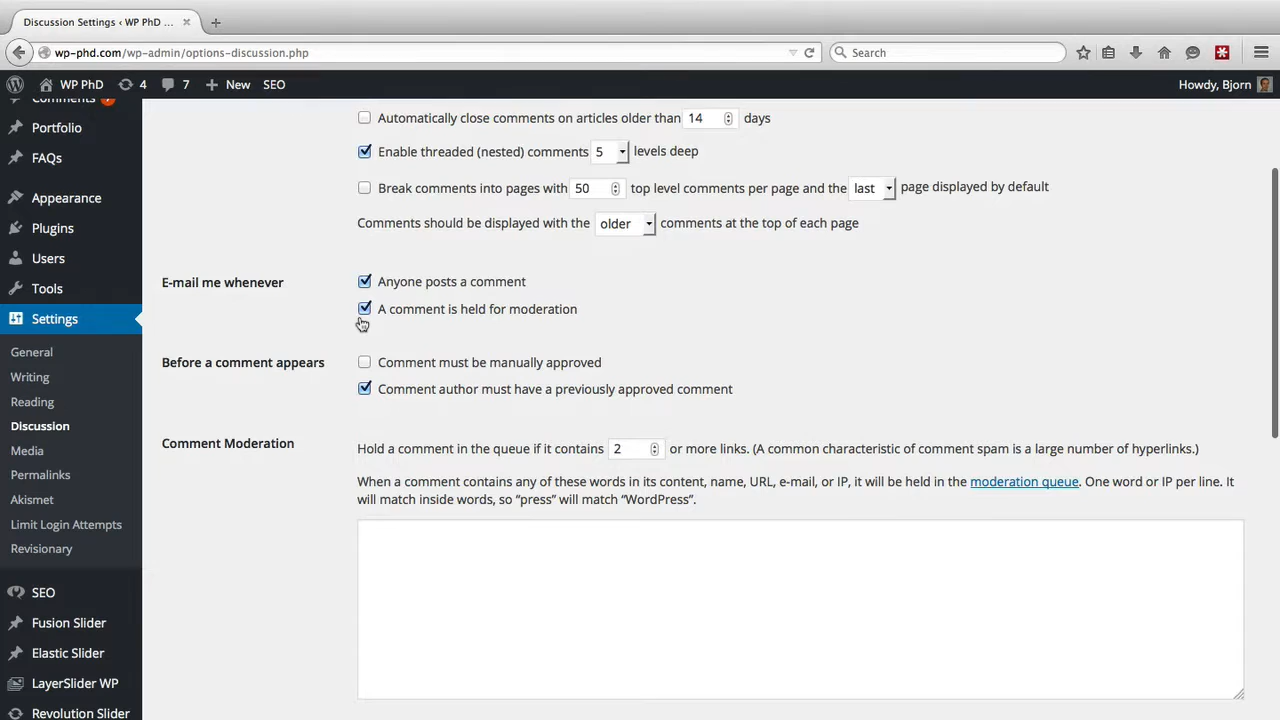 Discussion Settings ‹ WP PhD ...
wp-phd.com/wp-admin/options-discussion.php
Search
WP PhD 4 7 New SEO
Howdy, Bjorn
Comments
Portfolio
FAQs
Appearance
Plugins
Users
Tools
Settings
General
Writing
Reading
Discussion
Media
Permalinks
Akismet
Limit Login Attempts
Revisionary
SEO
Fusion Slider
Elastic Slider
LayerSlider WP
Revolution Slider
Automatically close comments on articles older than 14 days
Enable threaded (nested) comments 5 levels deep
Break comments into pages with 50 top level comments per page and the last page displayed by default
Comments should be displayed with the older comments at the top of each page
E-mail me whenever
Anyone posts a comment
A comment is held for moderation
Before a comment appears
Comment must be manually approved
Comment author must have a previously approved comment
Comment Moderation
Hold a comment in the queue if it contains 2 or more links. (A common characteristic of comment spam is a large number of hyperlinks.)
When a comment contains any of these words in its content, name, URL, e-mail, or IP, it will be held in the moderation queue. One word or IP per line. It
will match inside words, so “press” will match “WordPress”.